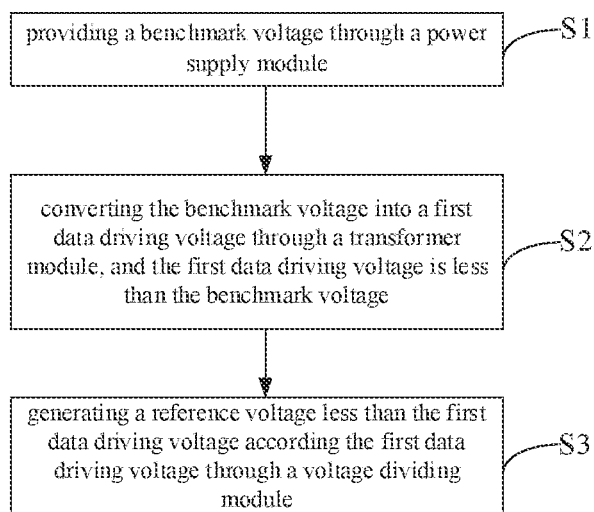 providing a benchmark voltage through a power
supply module
S1
converting the benchmark voltage into a first
data driving voltage through a transformer
module, and the first data driving voltage is less
than the benchmark voltage
S2
generating a reference voltage less than the first
data driving voltage according the first data
driving voltage through a voltage dividing
module
S3